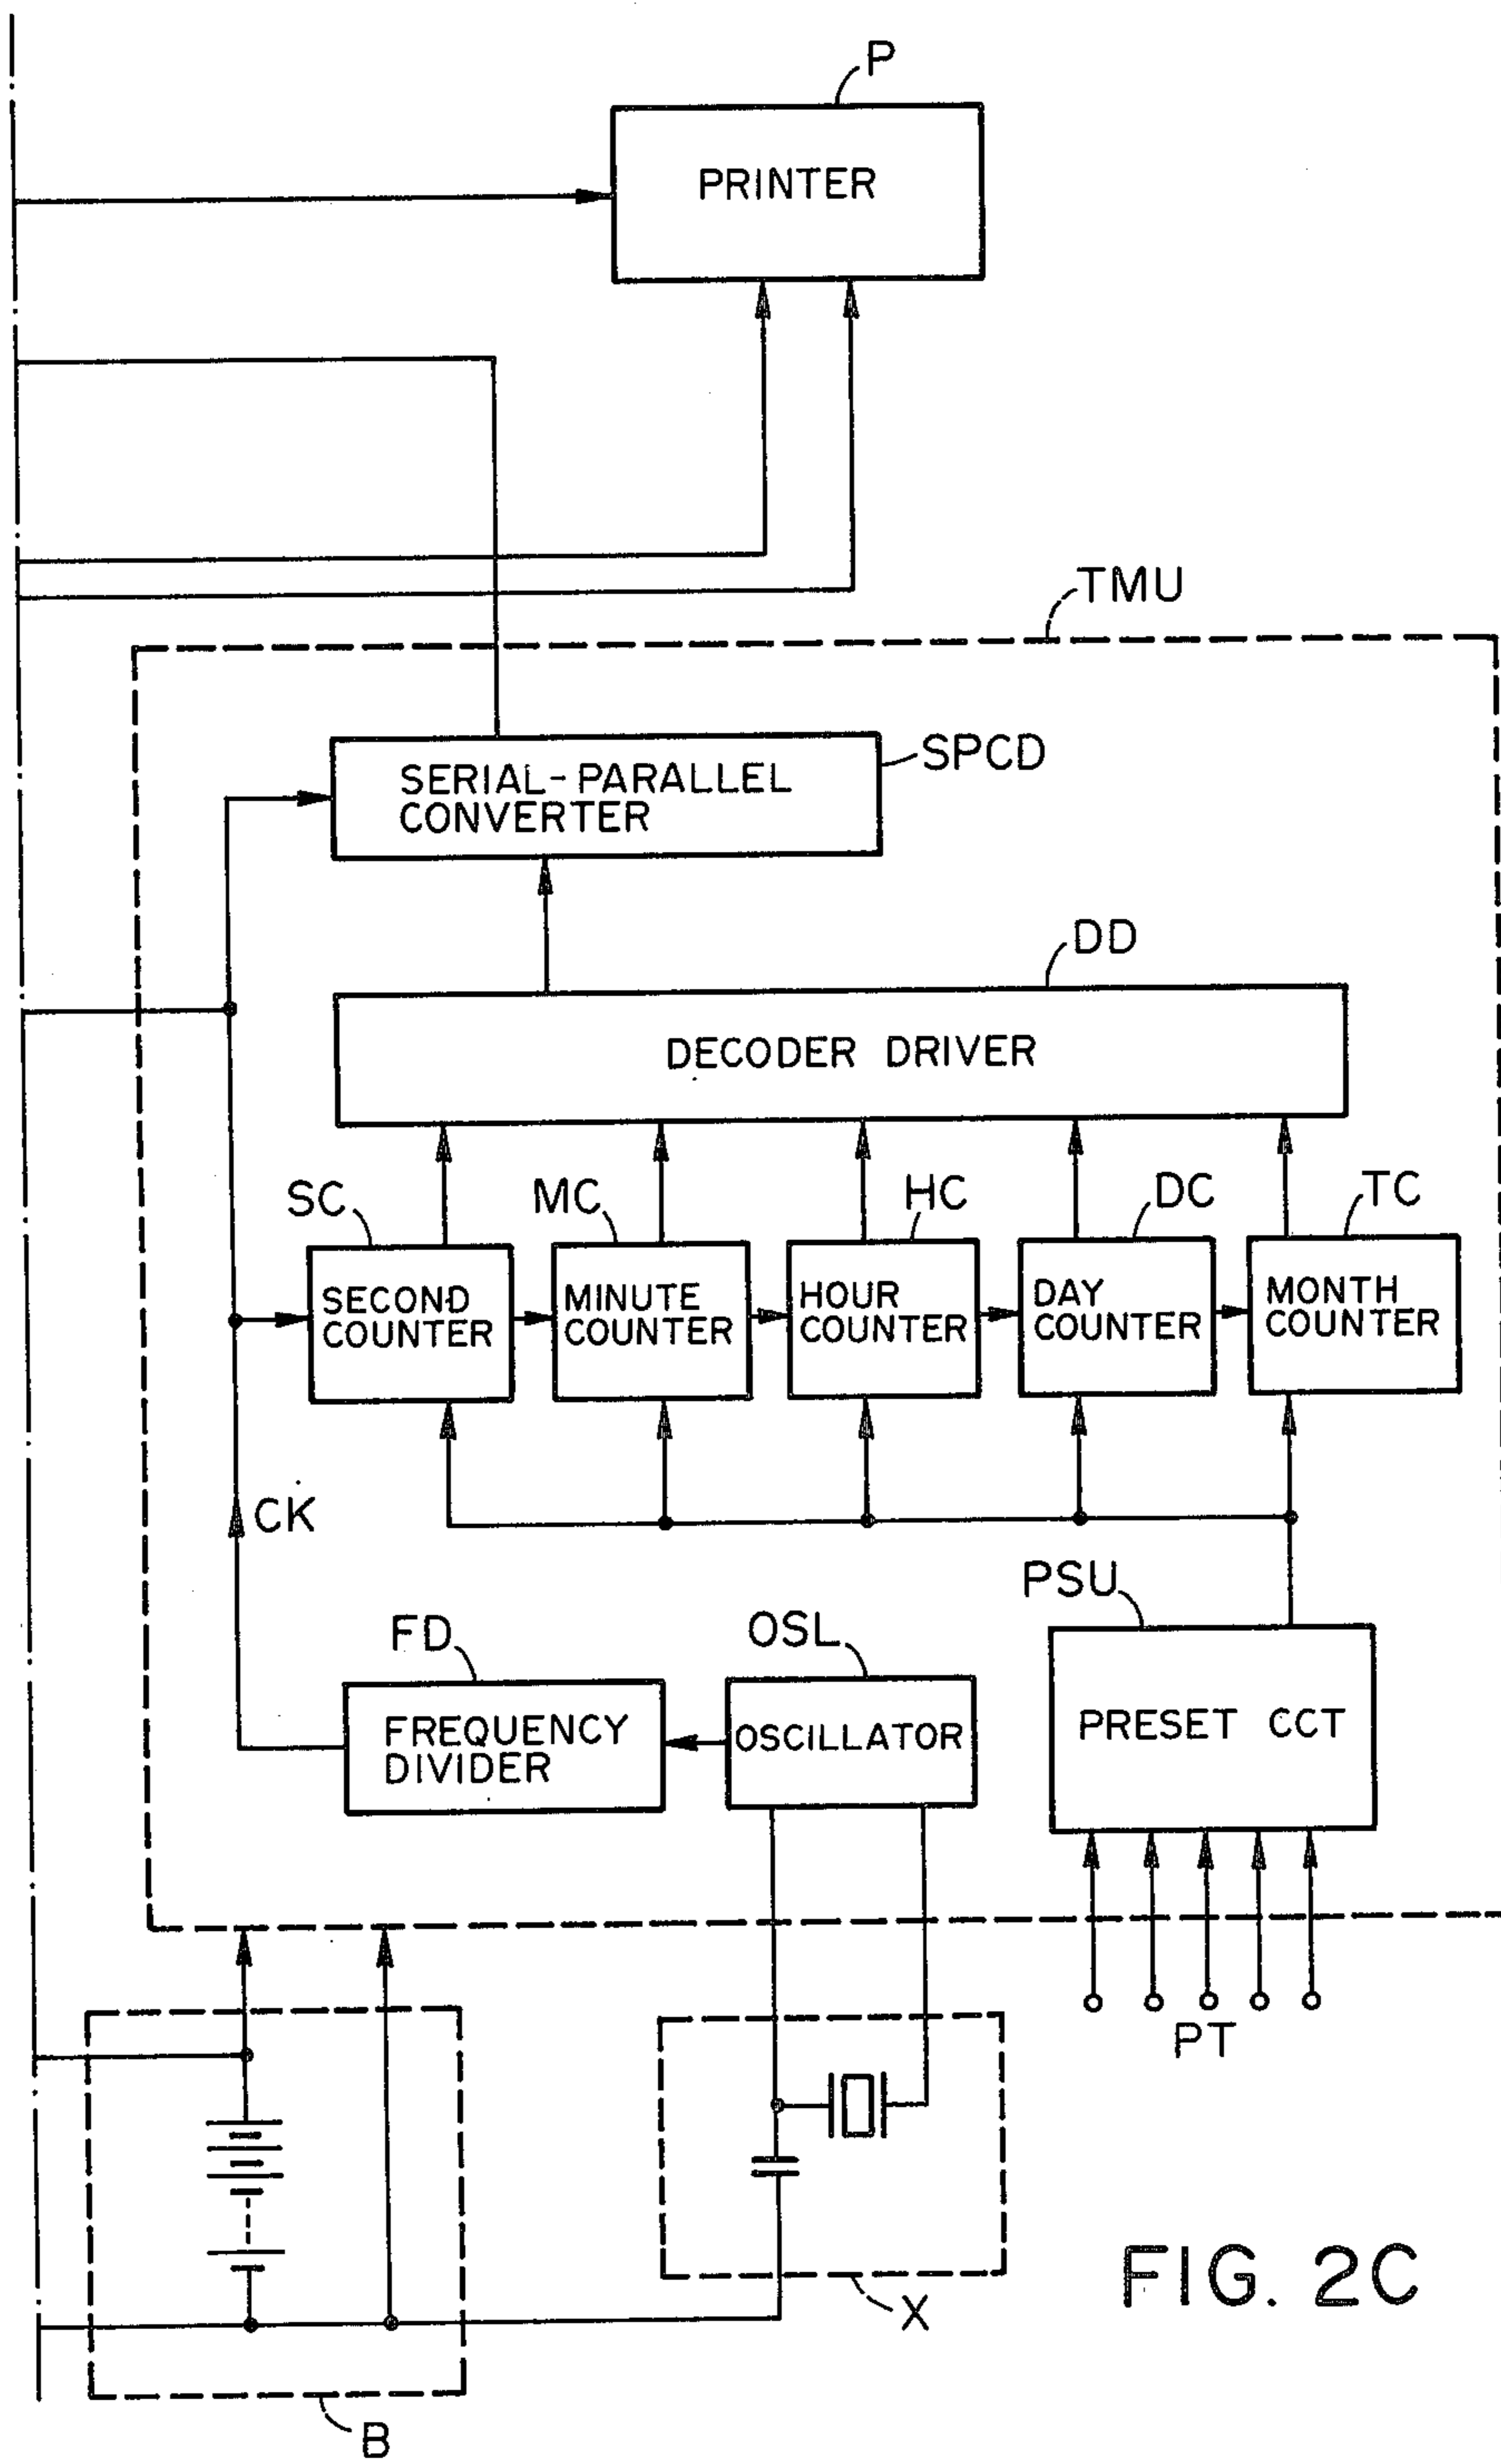 P
PRINTER
TMU
SPCD
SERIAL-PARALLEL
CONVERTER
DD
DECODER DRIVER
SC
MC
HC
DC
TC
SECOND
COUNTER
MINUTE
COUNTER
HOUR
COUNTER
DAY
COUNTER
MONTH
COUNTER
CK
PSU
FD
OSL
FREQUENCY
DIVIDER
OSCILLATOR
PRESET CCT
PT
X
B
FIG. 2C